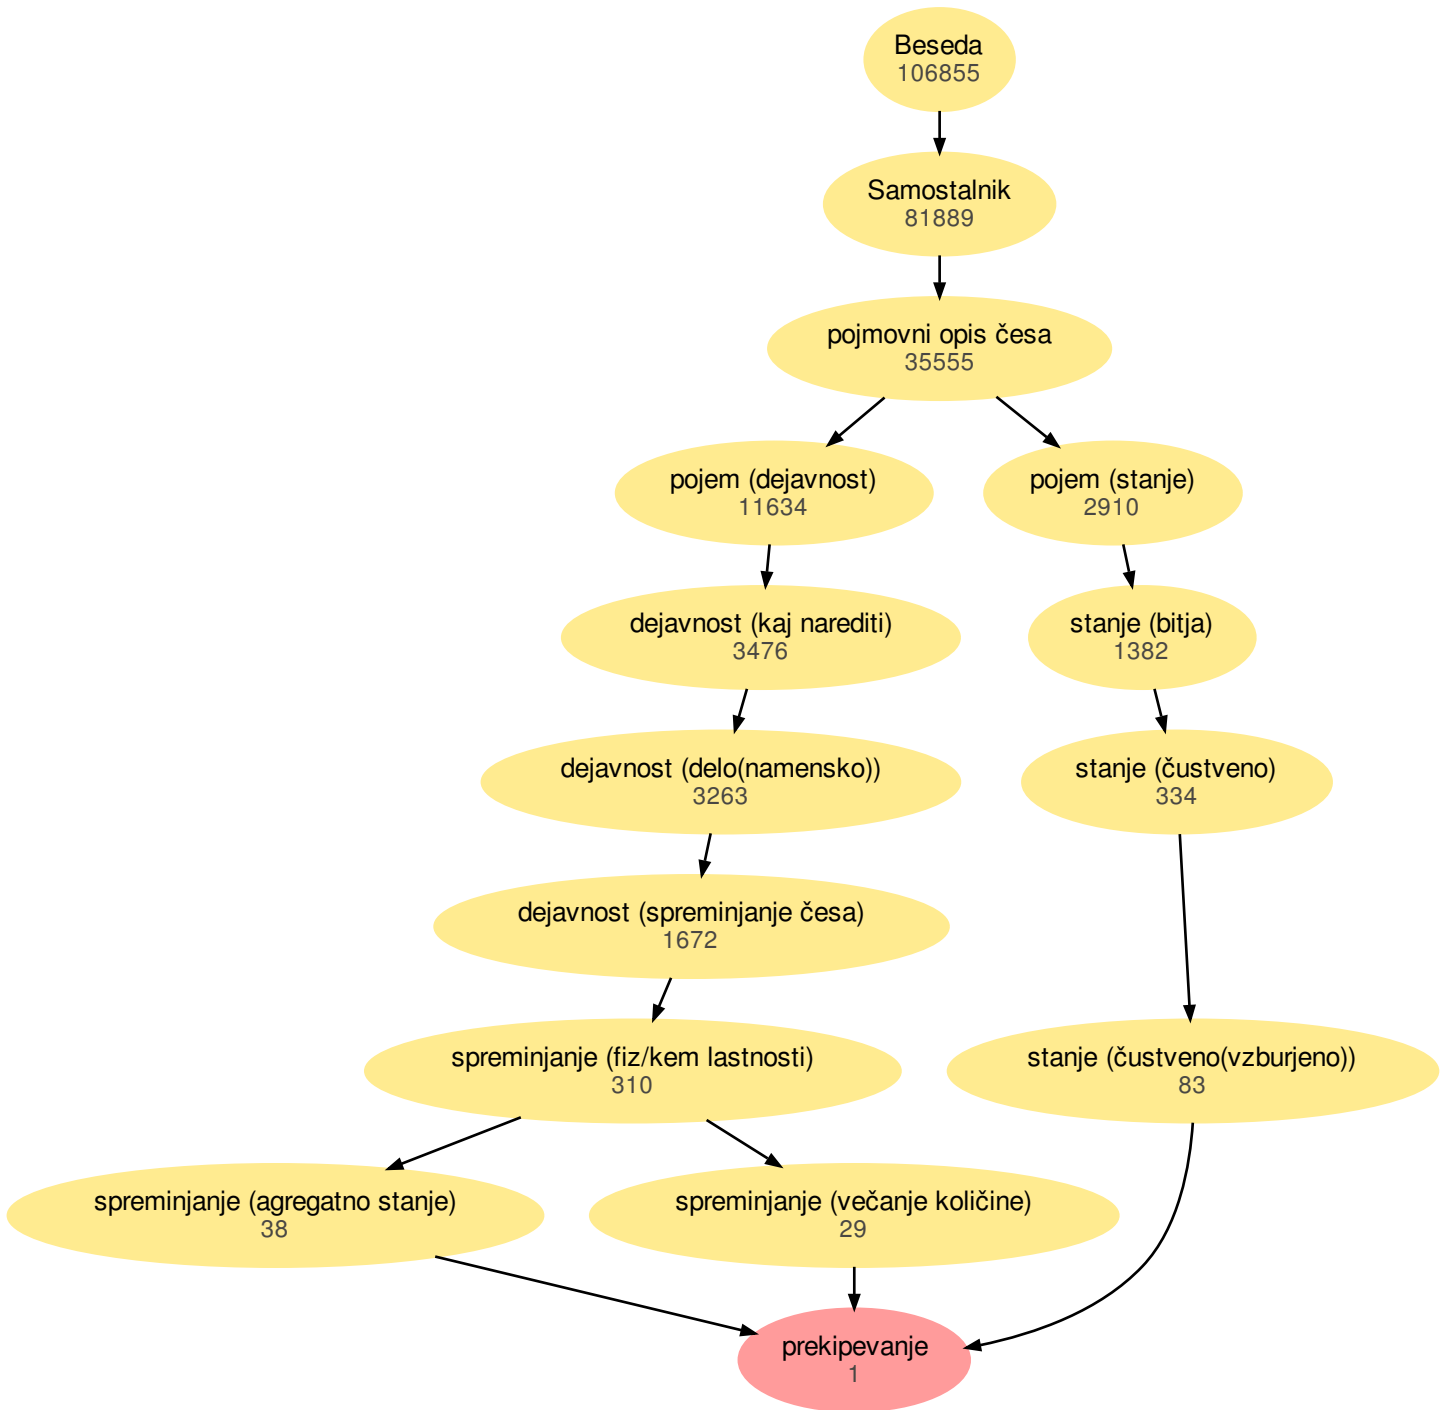 Beseda
106855
Samostalnik
81889
pojmovni opis česa
35555
pojem (dejavnost)
11634
pojem (stanje)
2910
dejavnost (kaj narediti)
3476
stanje (bitja)
1382
dejavnost (delo(namensko))
3263
stanje (čustveno)
334
dejavnost (spreminjanje česa)
1672
spreminjanje (fiz/kem lastnosti)
310
stanje (čustveno(vzburjeno))
83
spreminjanje (agregatno stanje)
38
spreminjanje (večanje količine)
29
prekipevanje
1